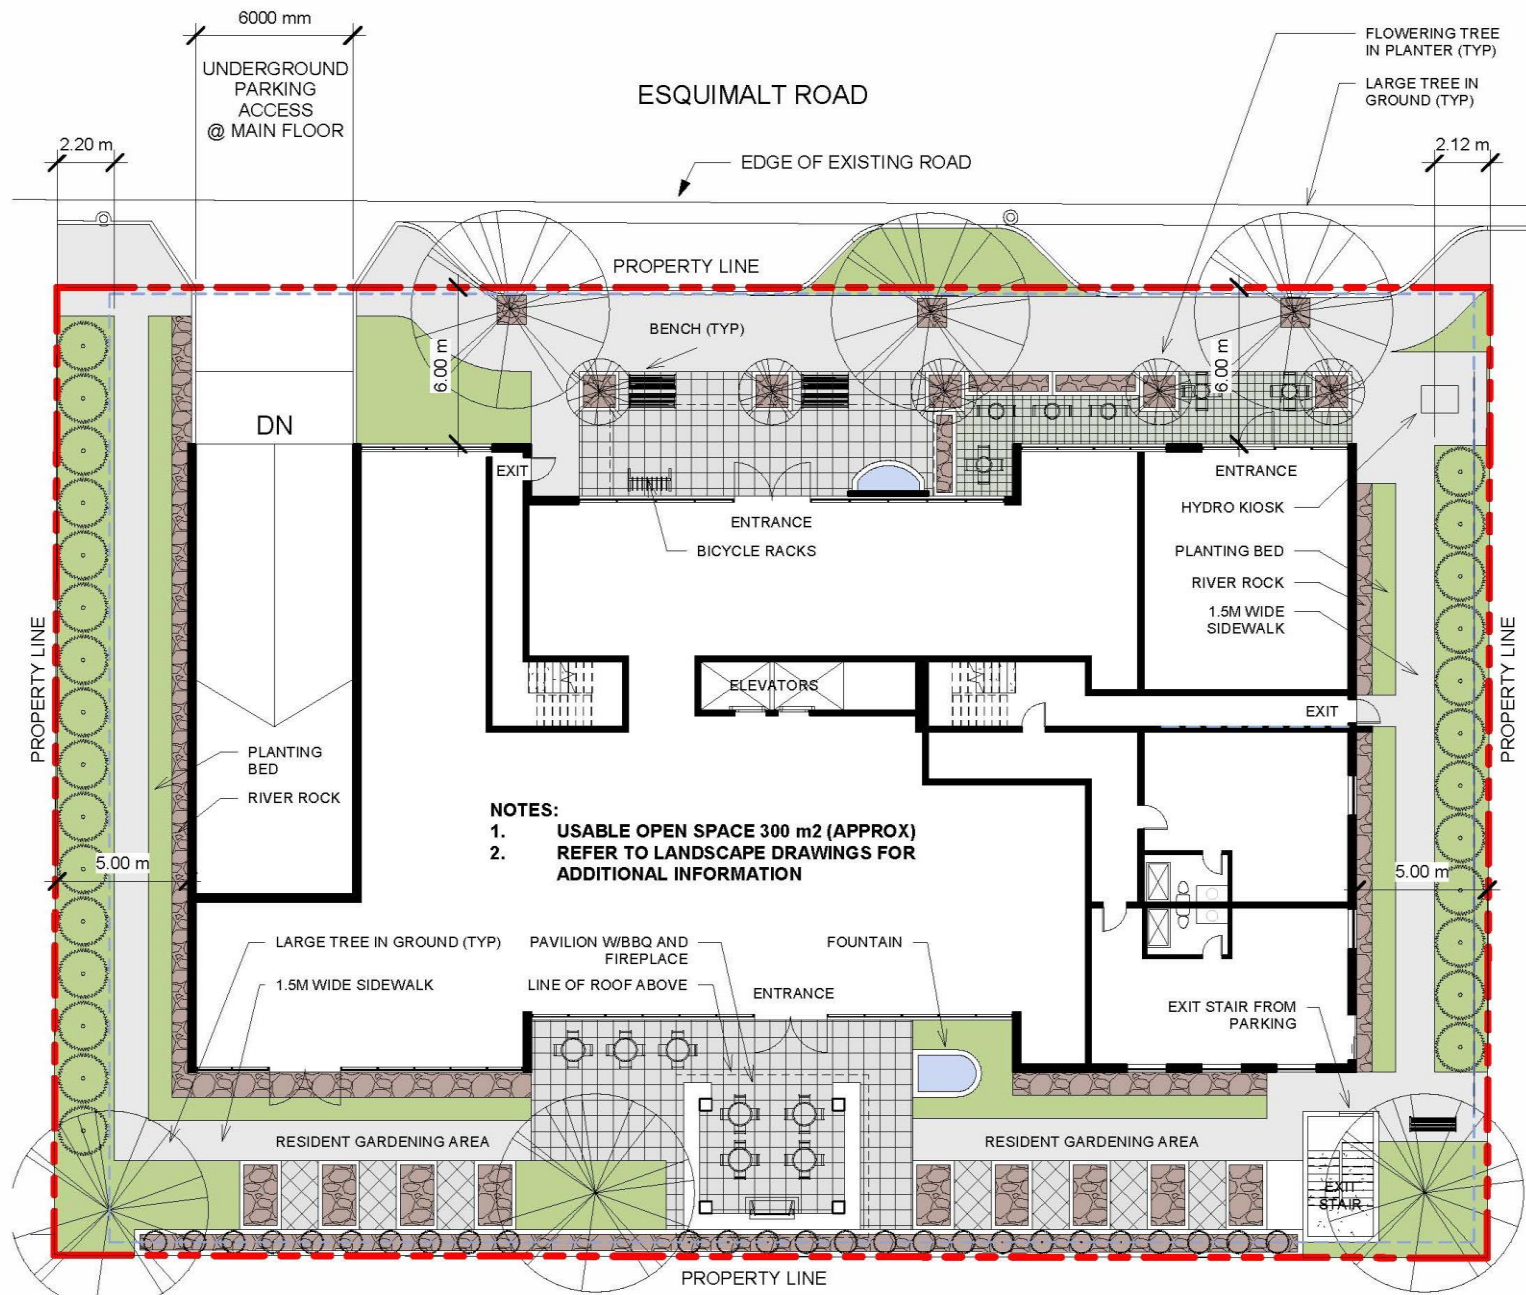 6000 mm
UNDERGROUND
PARKING
ACCESS
@ MAIN FLOOR
ESQUIMALT ROAD
FLOWERING TREE
IN PLANTER (TYP)
LARGE TREE IN
GROUND (TYP)
2.20 m
EDGE OF EXISTING ROAD
2.12 m
PROPERTY LINE
BENCH (TYP)
6.00 m
6.00 m
DN
EXIT
ENTRANCE
ENTRANCE
BICYCLE RACKS
HYDRO KIOSK
PLANTING BED
RIVER ROCK
1.5M WIDE
SIDEWALK
PROPERTY LINE
PROPERTY LINE
ELEVATORS
EXIT
PLANTING
BED
RIVER ROCK
NOTES:
1. USABLE OPEN SPACE 300 m2 (APPROX)
2. REFER TO LANDSCAPE DRAWINGS FOR
ADDITIONAL INFORMATION
5.00 m
5.00 m
LARGE TREE IN GROUND (TYP)
1.5M WIDE SIDEWALK
PAVILION W/BBQ AND
FIREPLACE
LINE OF ROOF ABOVE
FOUNTAIN
ENTRANCE
EXIT STAIR FROM
PARKING
RESIDENT GARDENING AREA
RESIDENT GARDENING AREA
EXIT
STAIR
PROPERTY LINE